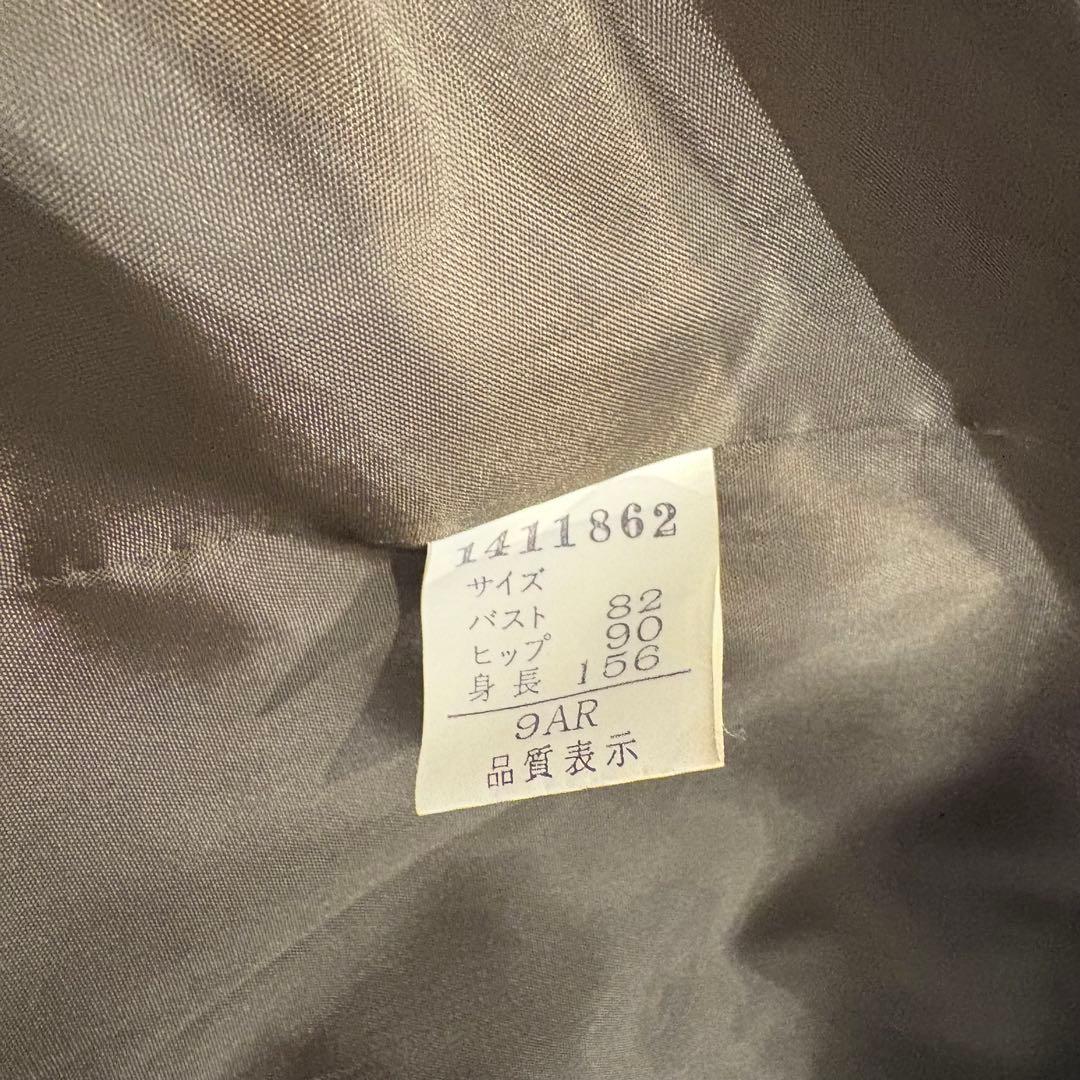 1411862
サイズ
バスト 82
ヒップ 90
身長 156
9AR
品質表示